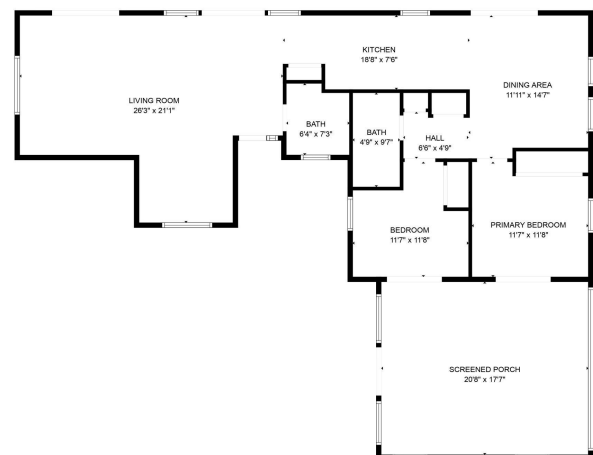 KITCHEN
18'8" x 7'6"
DINING AREA
11'11" x 14'7"
LIVING ROOM
26'3" x 21'1"
BATH
6'4" x 7'3"
BATH
4'9" x 9'7"
HALL
6'6" x 4'9"
BEDROOM
11'7" x 11'8"
PRIMARY BEDROOM
11'7" x 11'8"
SCREENED PORCH
20'8" x 17'7"